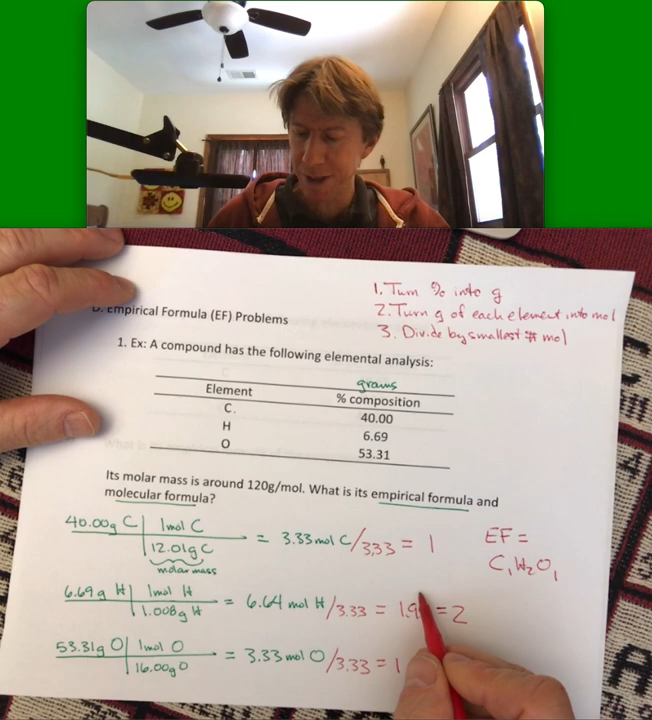 1. Turn % into g
2. Turn g of each element into mol
3. Divide by smallest # mol
Empirical Formula (EF) Problems
1. Ex: A compound has the following elemental analysis:
grams
Element % composition
C. 40.00
H 6.69
O 53.31
Its molar mass is around 120g/mol. What is its empirical formula and
molecular formula?
40.00g C | 1mol C = 3.33 mol C/3.33 = 1
12.01g C
molar mass
EF =
C₁H₂O₁
6.69g H | 1mol H = 6.64 mol H/3.33 = 1.9 = 2
1.008g H
53.31g O | 1mol O = 3.33 mol O/3.33 = 1
16.00g O